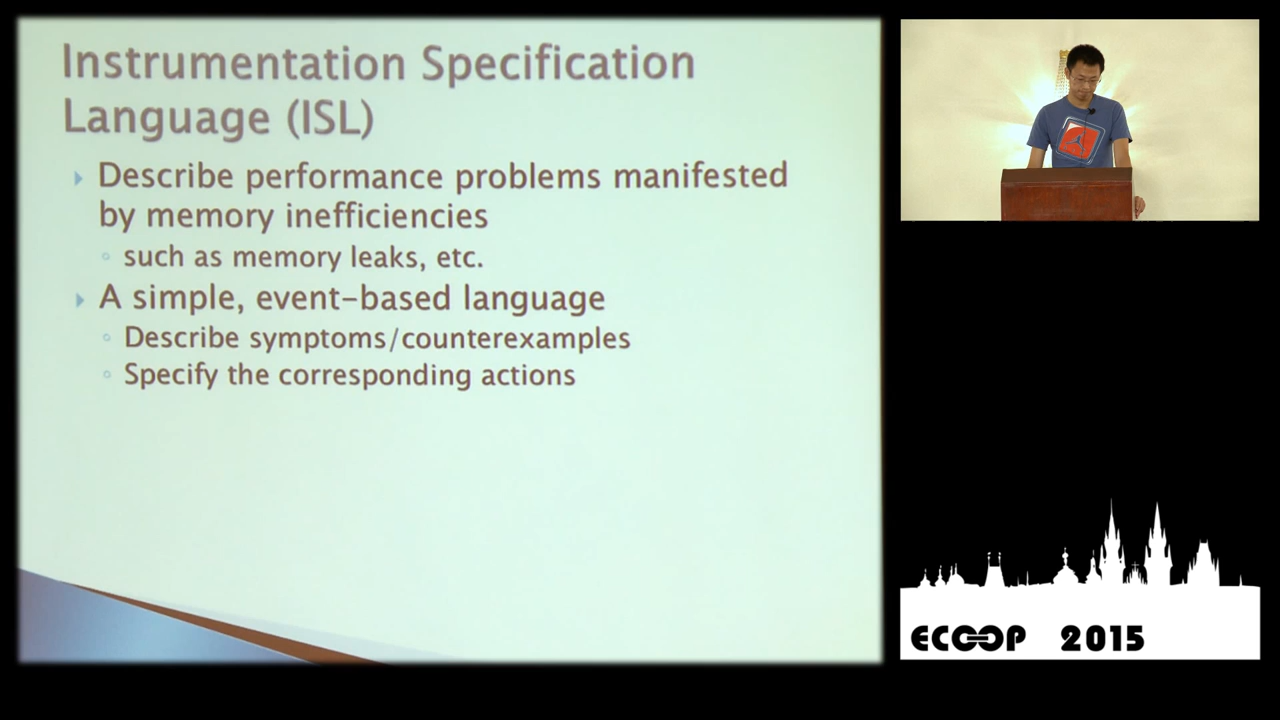 Instrumentation Specification
Language (ISL)
Describe performance problems manifested
by memory inefficiencies
such as memory leaks, etc.
A simple, event-based language
Describe symptoms/counterexamples
Specify the corresponding actions
ECOOP 2015